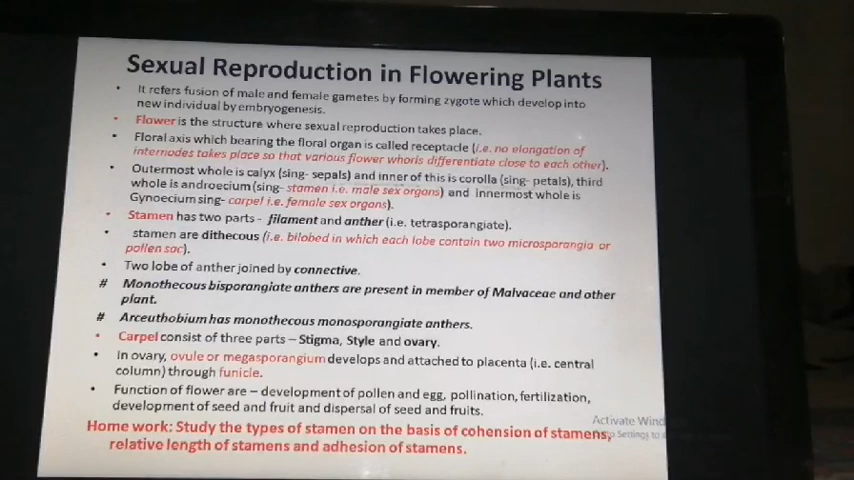 Sexual Reproduction in Flowering Plants
• It refers fusion of male and female gametes by forming zygote which develop into
new individual by embryogenesis.
• Flower is the structure where sexual reproduction takes place.
• Floral axis which bearing the floral organ is called receptacle (i.e. no elongation of
internodes takes place so that various flower whorls differentiate close to each other).
• Outermost whole is calyx (sing- sepals) and inner of this is corolla (sing- petals), third
whole is androecium (sing- stamen i.e. male sex organs) and innermost whole is
Gynoecium sing- carpel i.e. female sex organs).
• Stamen has two parts - filament and anther (i.e. tetrasporangiate).
• stamen are dithecous (i.e. bilobed in which each lobe contain two microsporangia or
pollen sac).
• Two lobe of anther joined by connective.
# Monothecous bisporangiate anthers are present in member of Malvaceae and other
plant.
# Arceuthobium has monothecous monosporangiate anthers.
• Carpel consist of three parts – Stigma, Style and ovary.
• In ovary, ovule or megasporangium develops and attached to placenta (i.e. central
column) through funicle.
• Function of flower are – development of pollen and egg, pollination, fertilization,
development of seed and fruit and dispersal of seed and fruits.
Activate Wind
Home work: Study the types of stamen on the basis of cohension of stamens,
to Settings to a
relative length of stamens and adhesion of stamens.